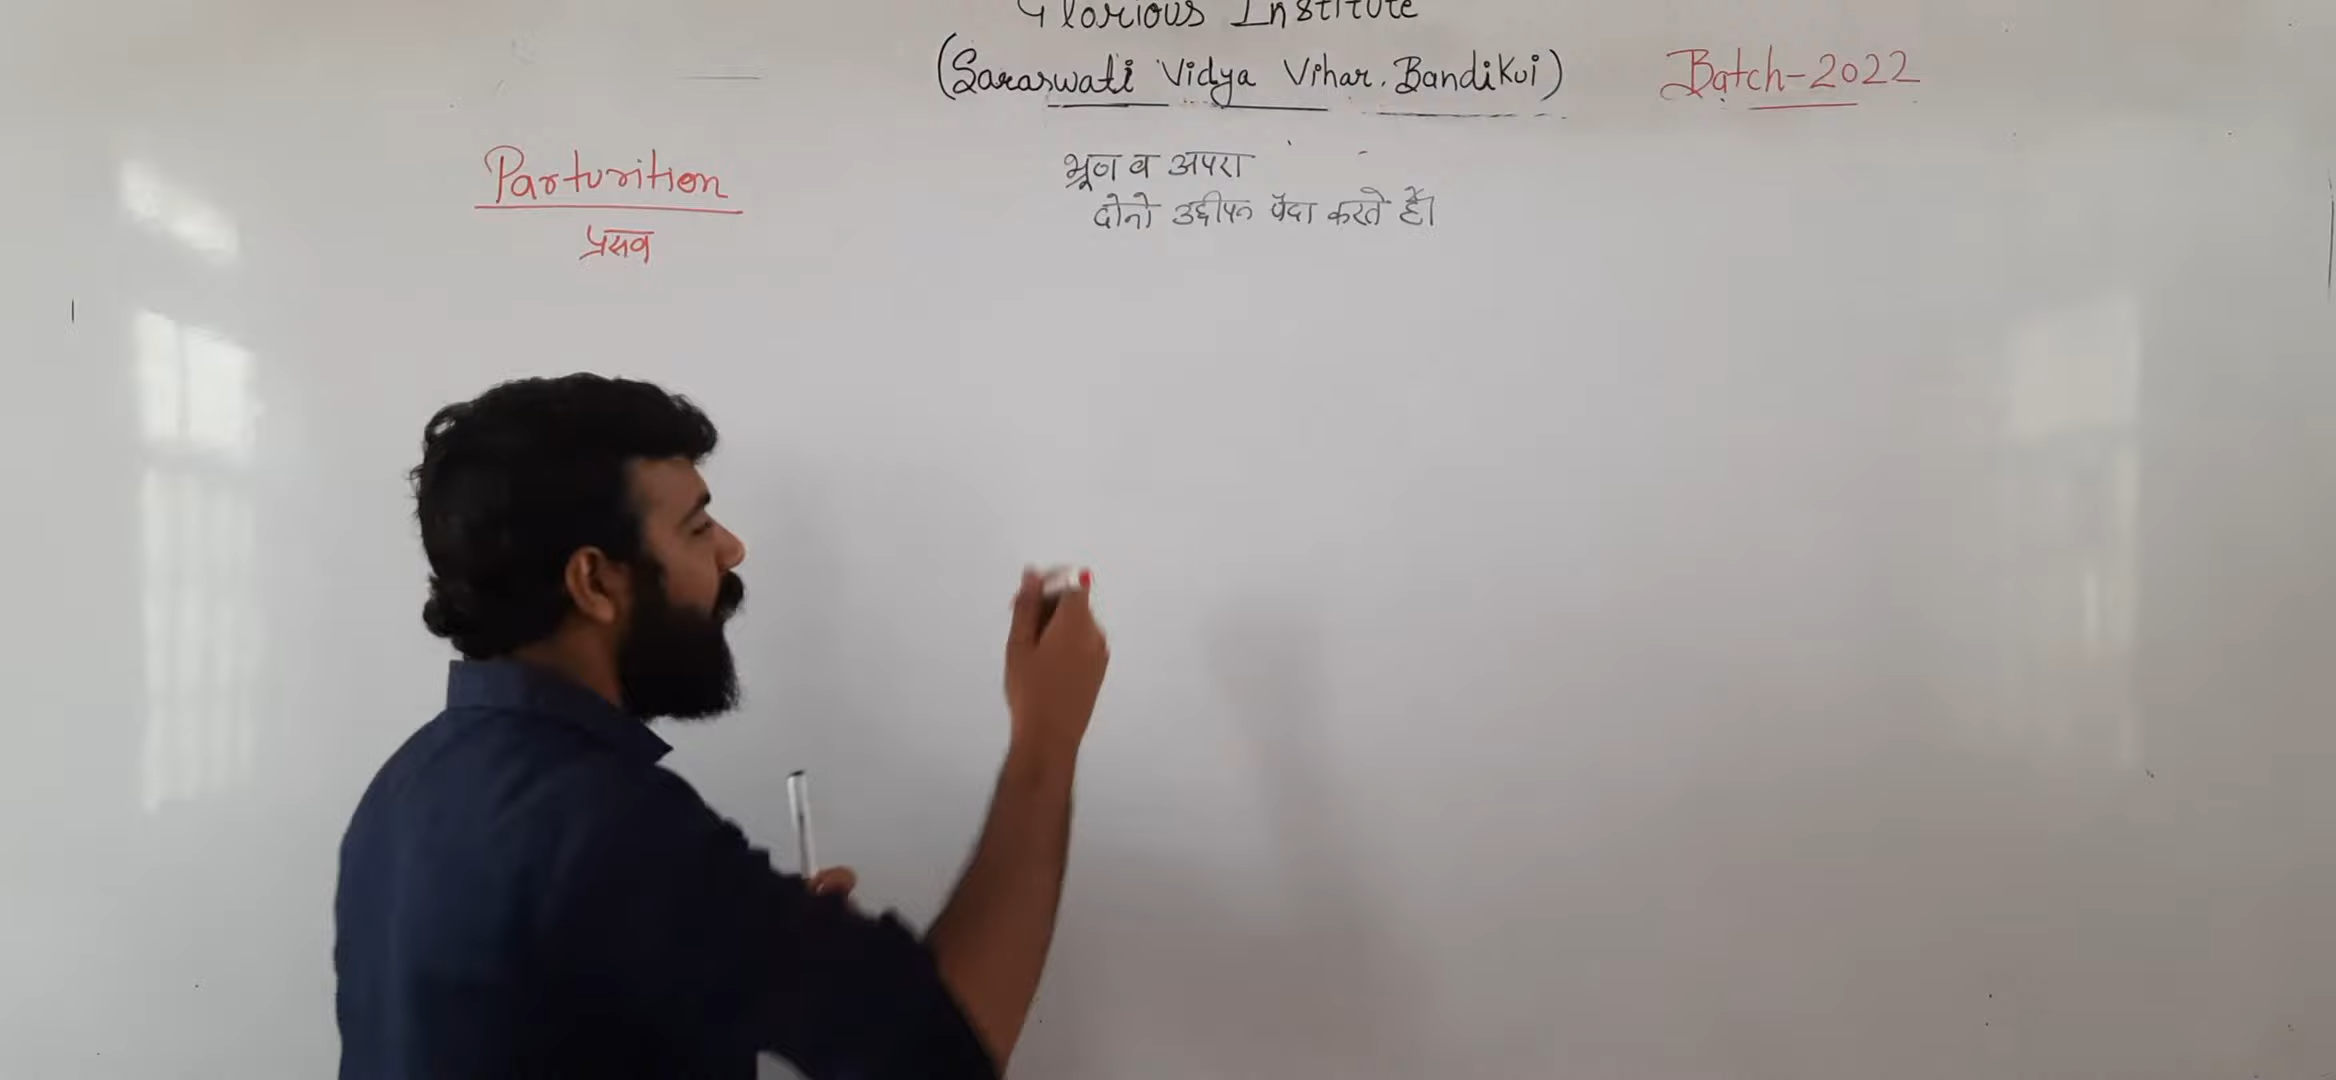 Glorious Institute
(Saraswati Vidya Vihar, Bandikui)
Batch-2022
Parturition
प्रसव
भ्रूण व अपरा
दोनो उद्दीपन पैदा करते हैं।